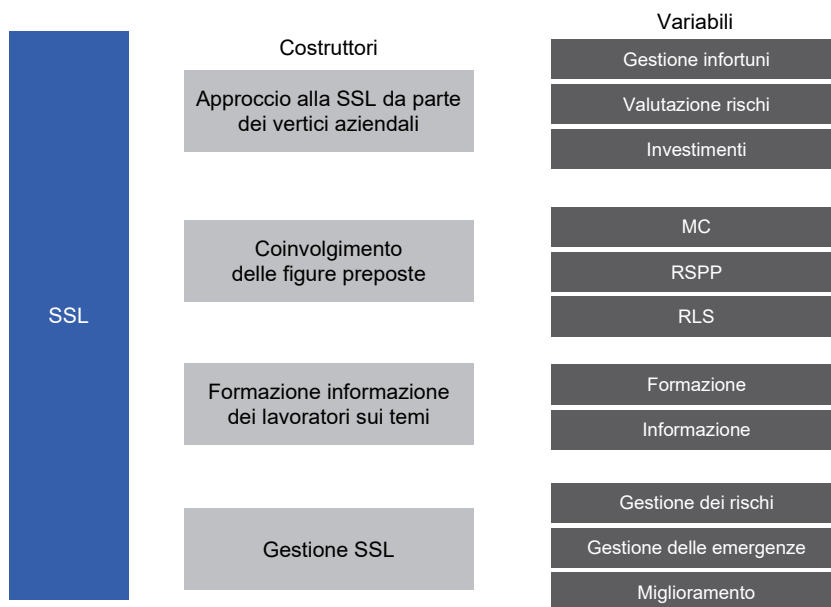 SSL
Costruttori
Variabili
Approccio alla SSL da parte
dei vertici aziendali
Gestione infortuni
Valutazione rischi
Investimenti
Coinvolgimento
delle figure preposte
MC
RSPP
RLS
Formazione informazione
dei lavoratori sui temi
Formazione
Informazione
Gestione SSL
Gestione dei rischi
Gestione delle emergenze
Miglioramento